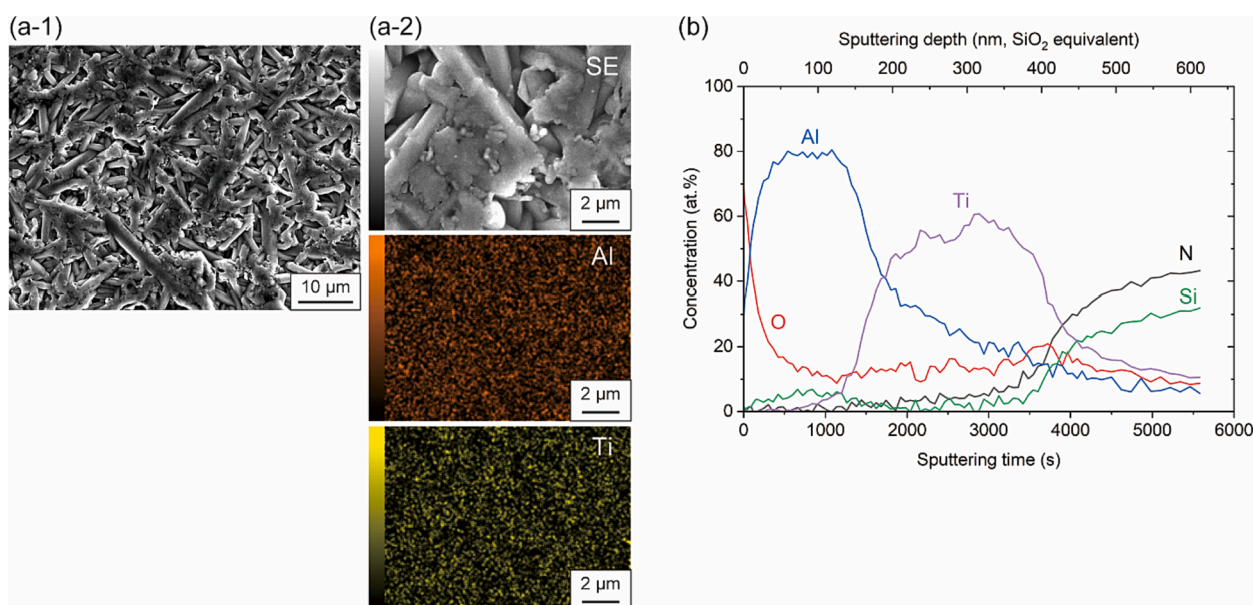 (a-1)
10 µm
(a-2)
SE
2 µm
Al
2 µm
Ti
2 µm
(b)
Sputtering depth (nm, SiO₂ equivalent)
0 100 200 300 400 500 600
100
80
60
40
20
0
Concentration (at.%)
Al
Ti
N
Si
O
0 1000 2000 3000 4000 5000 6000
Sputtering time (s)